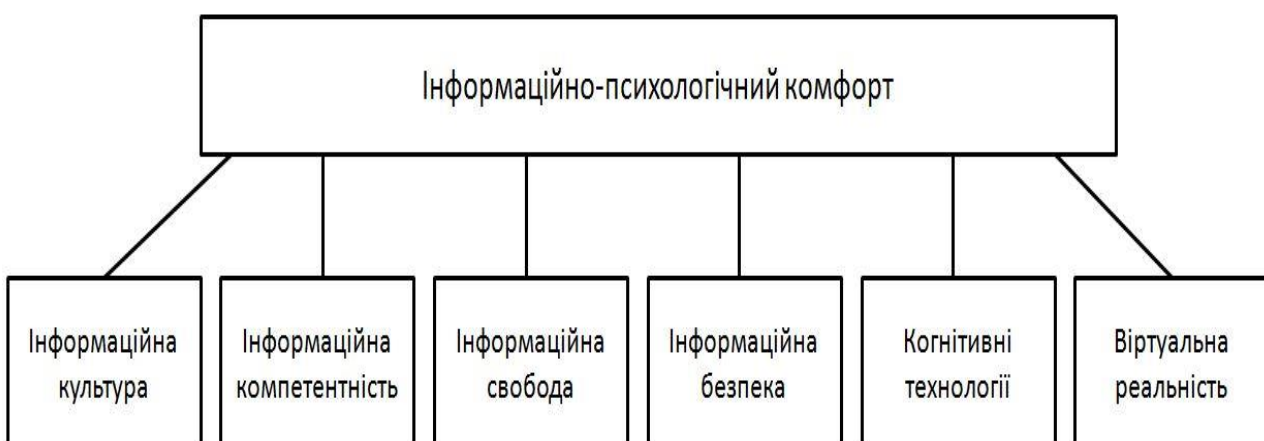 Інформаційно-психологічний комфорт
Інформаційна
культура
Інформаційна
компетентність
Інформаційна
свобода
Інформаційна
безпека
Когнітивні
технології
Віртуальна
реальність